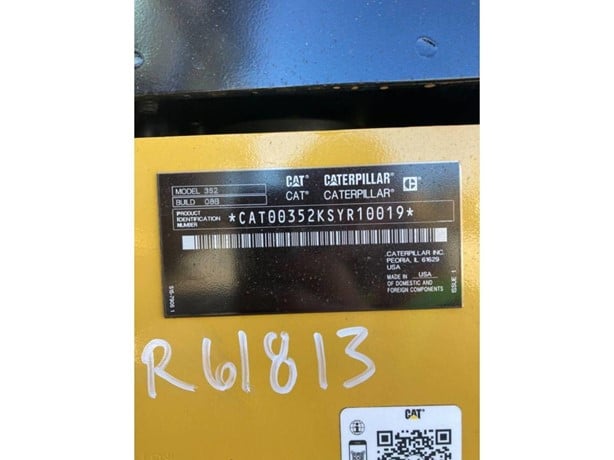 MODEL 352
BUILD 08B
CAT CATERPILLAR C
CAT® CATERPILLAR®
PRODUCT
IDENTIFICATION
NUMBER
*CAT00352KSYR10019*
CATERPILLAR INC.
PEORIA, IL 61629
USA
MADE IN USA
OF DOMESTIC AND
FOREIGN COMPONENTS
ISSUE 1
R61813
CAT®